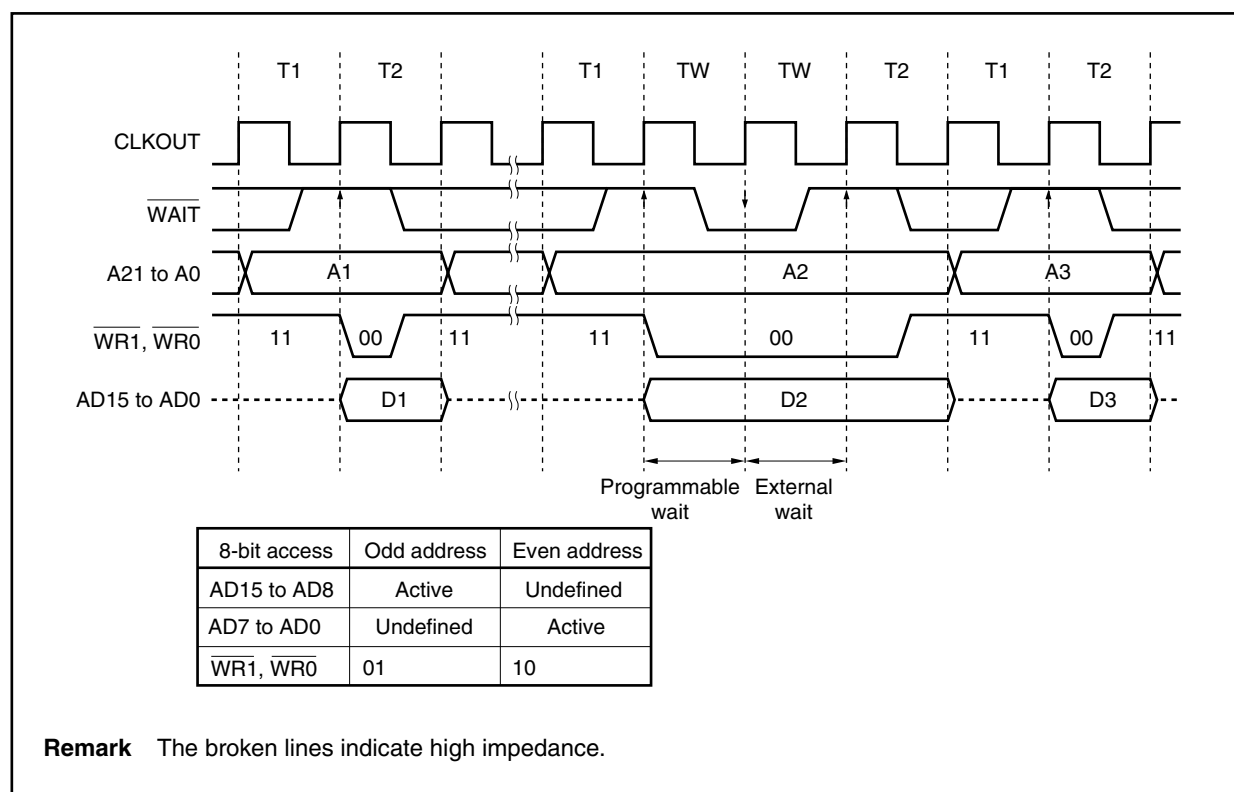 T1 T2 T1 TW TW T2 T1 T2
CLKOUT
WAIT
A21 to A0 A1 A2 A3
WR1, WR0 11 00 11 11 00 11 00 11
AD15 to AD0 D1 D2 D3
Programmable wait External wait
8-bit access Odd address Even address
AD15 to AD8 Active Undefined
AD7 to AD0 Undefined Active
WR1, WR0 01 10
Remark The broken lines indicate high impedance.